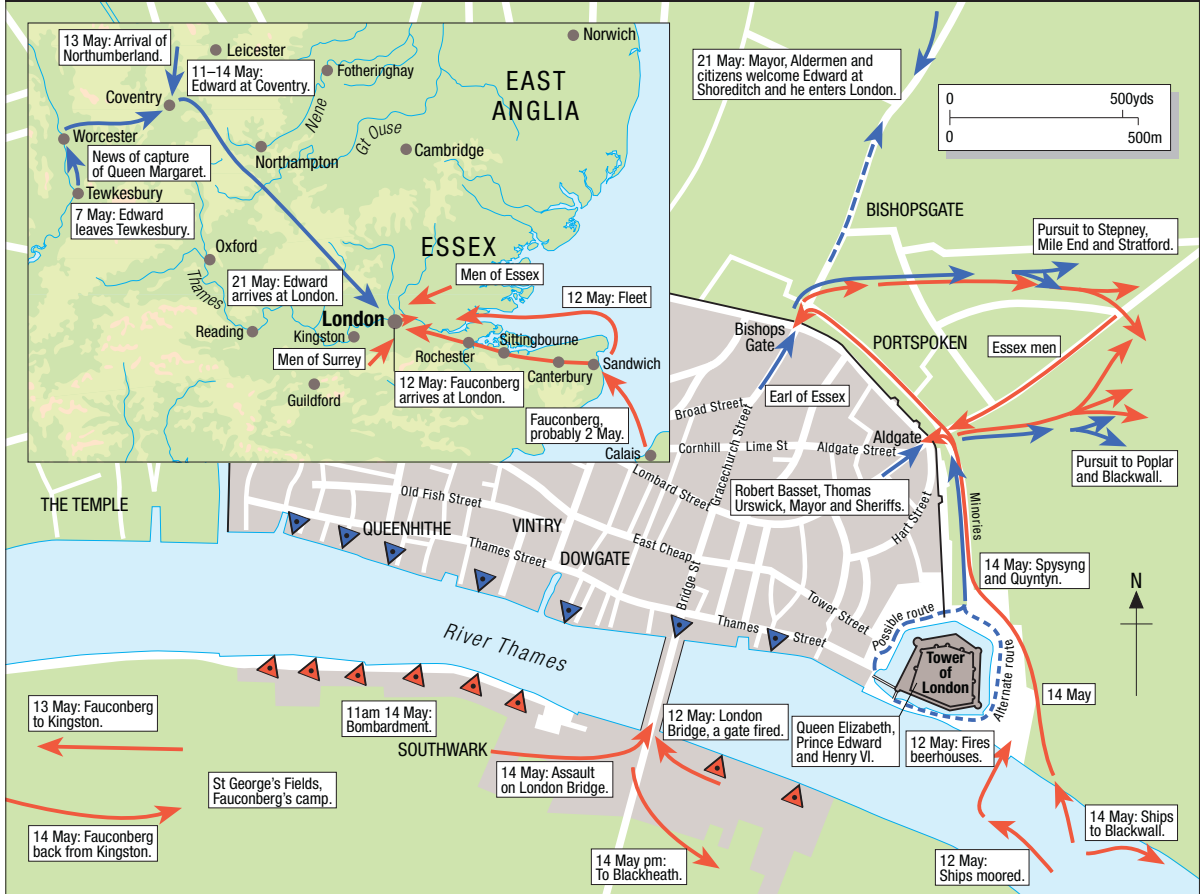 13 May: Arrival of
Northumberland.
Leicester
Norwich
11–14 May:
Edward at Coventry.
Fotheringhay
EAST
ANGLIA
Coventry
Nene
Gt Ouse
Worcester
News of capture
of Queen Margaret.
Northampton
Cambridge
Tewkesbury
7 May: Edward
leaves Tewkesbury.
Oxford
ESSEX
Thames
21 May: Edward
arrives at London.
Men of Essex
12 May: Fleet
London
Reading
Kingston
Sittingbourne
Rochester
Men of Surrey
Sandwich
Canterbury
Guildford
12 May: Fauconberg
arrives at London.
Fauconberg,
probably 2 May.
Calais
21 May: Mayor, Aldermen and
citizens welcome Edward at
Shoreditch and he enters London.
0 500yds
0 500m
BISHOPSGATE
Pursuit to Stepney,
Mile End and Stratford.
Bishops
Gate
PORTSPOKEN
Essex men
Earl of Essex
Broad Street
Gracechurch Street
Cornhill
Lime St
Aldgate Street
Aldgate
Pursuit to Poplar
and Blackwall.
Lombard Street
Robert Basset, Thomas
Urswick, Mayor and Sheriffs.
Hart Street
Minories
THE TEMPLE
Old Fish Street
QUEENHITHE
VINTRY
Thames Street
DOWGATE
East Cheap
Bridge St
14 May: Spysyng
and Quyntyn.
N
Tower Street
Thames Street
Possible route
River Thames
Tower
of
London
Alternate route
14 May
13 May: Fauconberg
to Kingston.
11am 14 May:
Bombardment.
12 May: London
Bridge, a gate fired.
Queen Elizabeth,
Prince Edward
and Henry VI.
12 May: Fires
beerhouses.
SOUTHWARK
14 May: Assault
on London Bridge.
St George's Fields,
Fauconberg's camp.
14 May: Fauconberg
back from Kingston.
14 May: Ships
to Blackwall.
14 May pm:
To Blackheath.
12 May:
Ships moored.